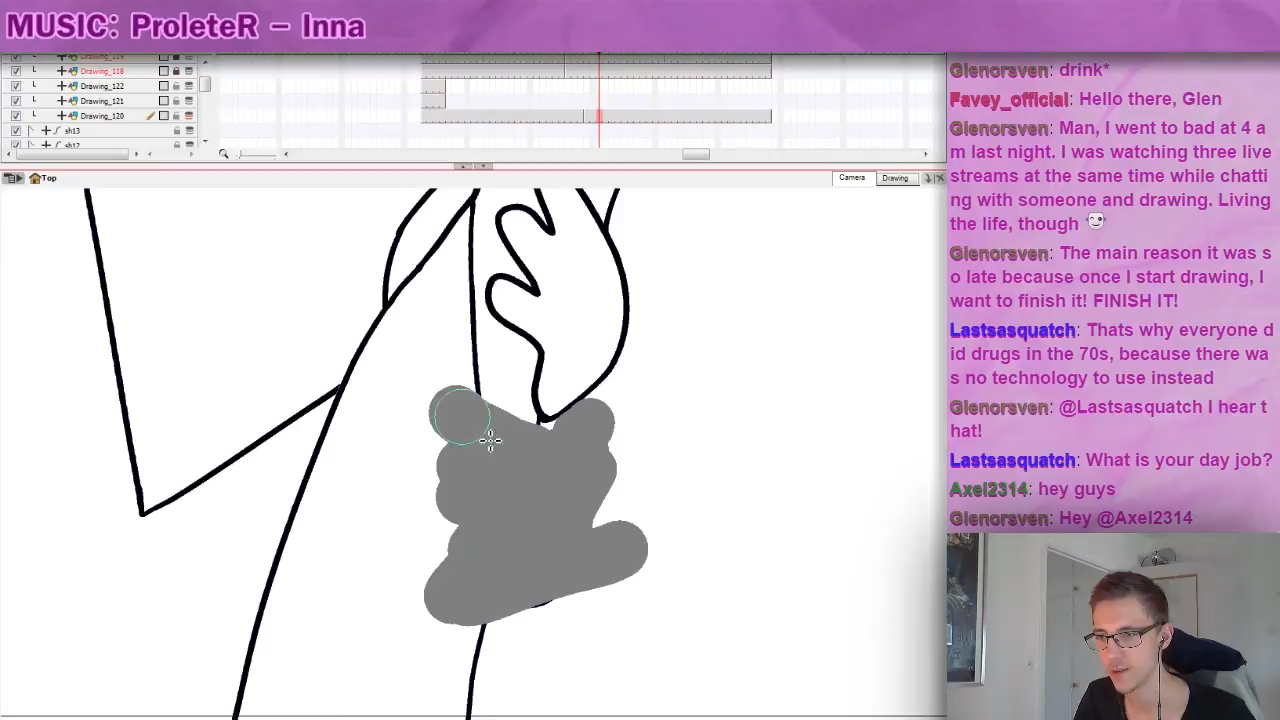 MUSIC: ProleteR – Inna
Drawing_119
Drawing_118
Drawing_122
Drawing_121
Drawing_120
sh13
sh12
Top
Camera
Drawing
Glenorsven: drink*
Favey_official: Hello there, Glen
Glenorsven: Man, I went to bad at 4 a
m last night. I was watching three live
streams at the same time while chatti
ng with someone and drawing. Living
the life, though
Glenorsven: The main reason it was s
o late because once I start drawing, I
want to finish it! FINISH IT!
Lastsasquatch: Thats why everyone d
id drugs in the 70s, because there wa
s no technology to use instead
Glenorsven: @Lastsasquatch I hear t
hat!
Lastsasquatch: What is your day job?
Axel2314: hey guys
Glenorsven: Hey @Axel2314